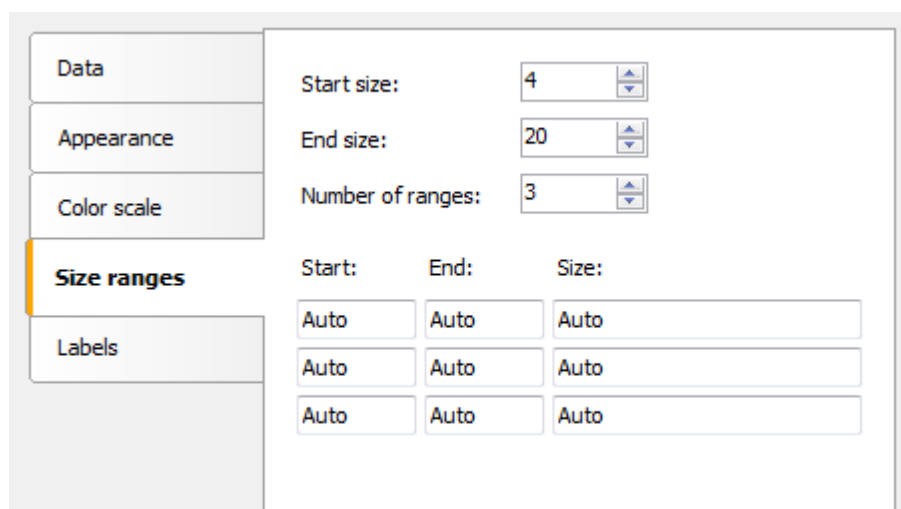 Data
Appearance
Color scale
Size ranges
Labels
Start size: 4
End size: 20
Number of ranges: 3
Start: End: Size:
Auto Auto Auto
Auto Auto Auto
Auto Auto Auto